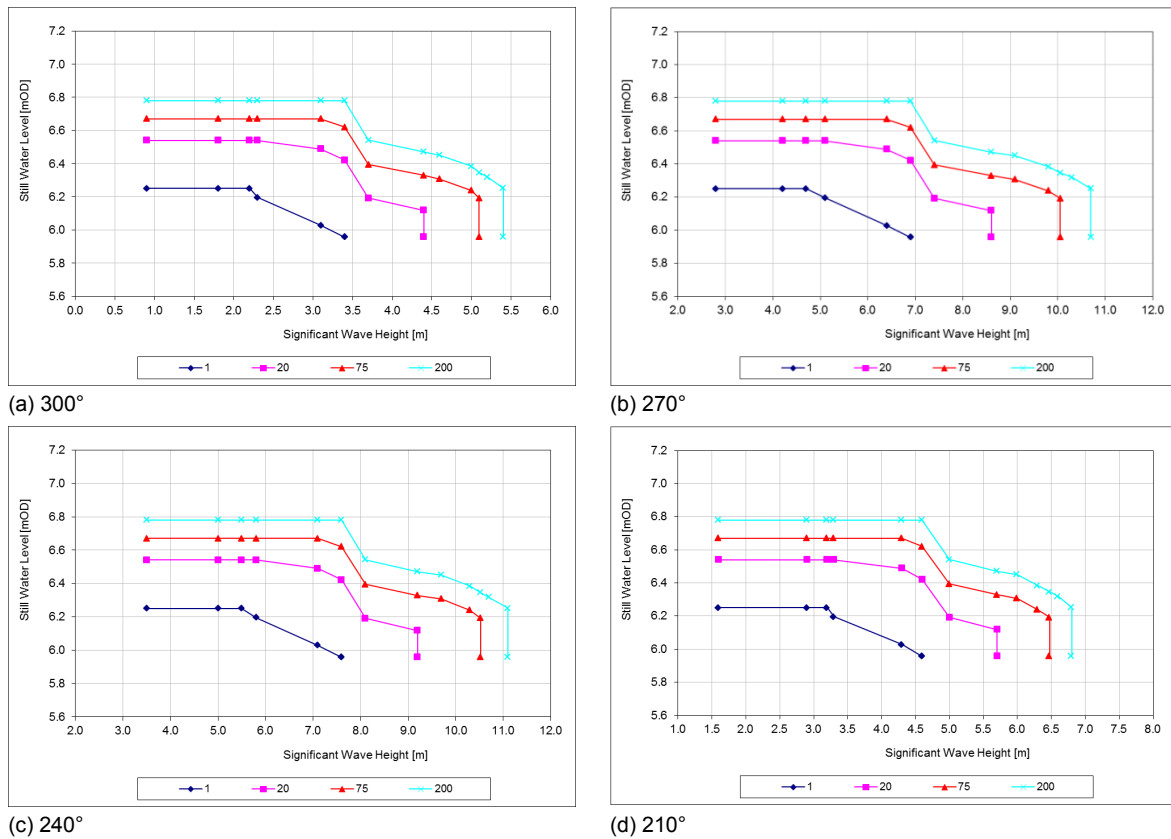 7.2
7.0
6.8
6.6
6.4
6.2
6.0
5.8
5.6
Still Water Level [mOD]
0.0 0.5 1.0 1.5 2.0 2.5 3.0 3.5 4.0 4.5 5.0 5.5 6.0
Significant Wave Height [m]
1 20 75 200
(a) 300°
7.2
7.0
6.8
6.6
6.4
6.2
6.0
5.8
5.6
Still Water Level [mOD]
2.0 3.0 4.0 5.0 6.0 7.0 8.0 9.0 10.0 11.0 12.0
Significant Wave Height [m]
1 20 75 200
(b) 270°
7.2
7.0
6.8
6.6
6.4
6.2
6.0
5.8
5.6
Still Water Level [mOD]
2.0 3.0 4.0 5.0 6.0 7.0 8.0 9.0 10.0 11.0 12.0
Significant Wave Height [m]
1 20 75 200
(c) 240°
7.2
7.0
6.8
6.6
6.4
6.2
6.0
5.8
5.6
Still Water Level [mOD]
1.0 1.5 2.0 2.5 3.0 3.5 4.0 4.5 5.0 5.5 6.0 6.5 7.0 7.5 8.0
Significant Wave Height [m]
1 20 75 200
(d) 210°